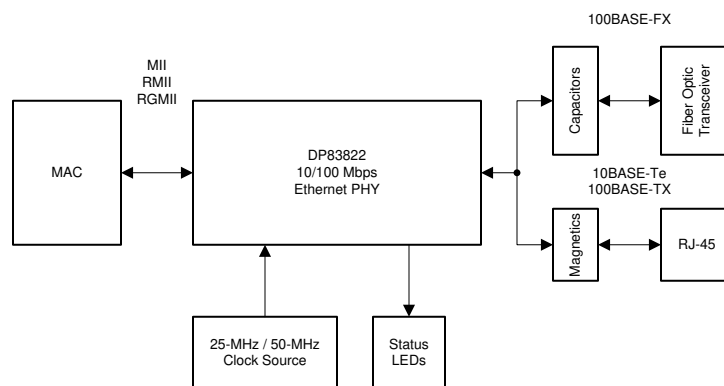 100BASE-FX
MII
RMII
RGMII
Capacitors
Fiber Optic
Transceiver
MAC
DP83822
10/100 Mbps
Ethernet PHY
10BASE-Te
100BASE-TX
Magnetics
RJ-45
25-MHz / 50-MHz
Clock Source
Status
LEDs